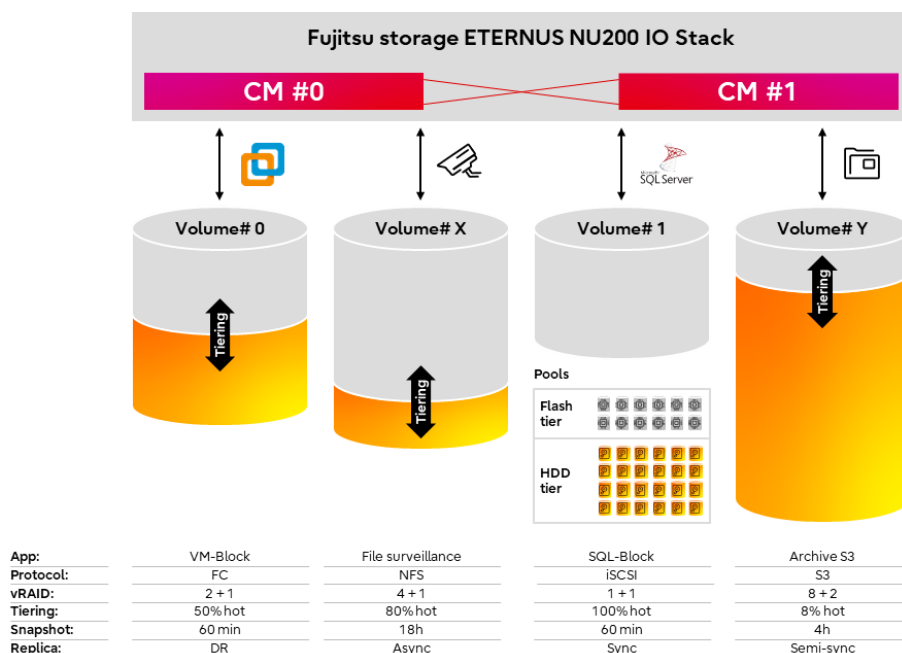 Fujitsu storage ETERNUS NU200 IO Stack
CM #0
CM #1
Microsoft
SQL Server
Volume# 0
Volume# X
Volume# 1
Volume# Y
Tiering
Tiering
Tiering
Pools
Flash tier
HDD tier
App: VM-Block File surveillance SQL-Block Archive S3
Protocol: FC NFS iSCSI S3
vRAID: 2 + 1 4 + 1 1 + 1 8 + 2
Tiering: 50% hot 80% hot 100% hot 8% hot
Snapshot: 60 min 18h 60 min 4h
Replica: DR Async Sync Semi-sync